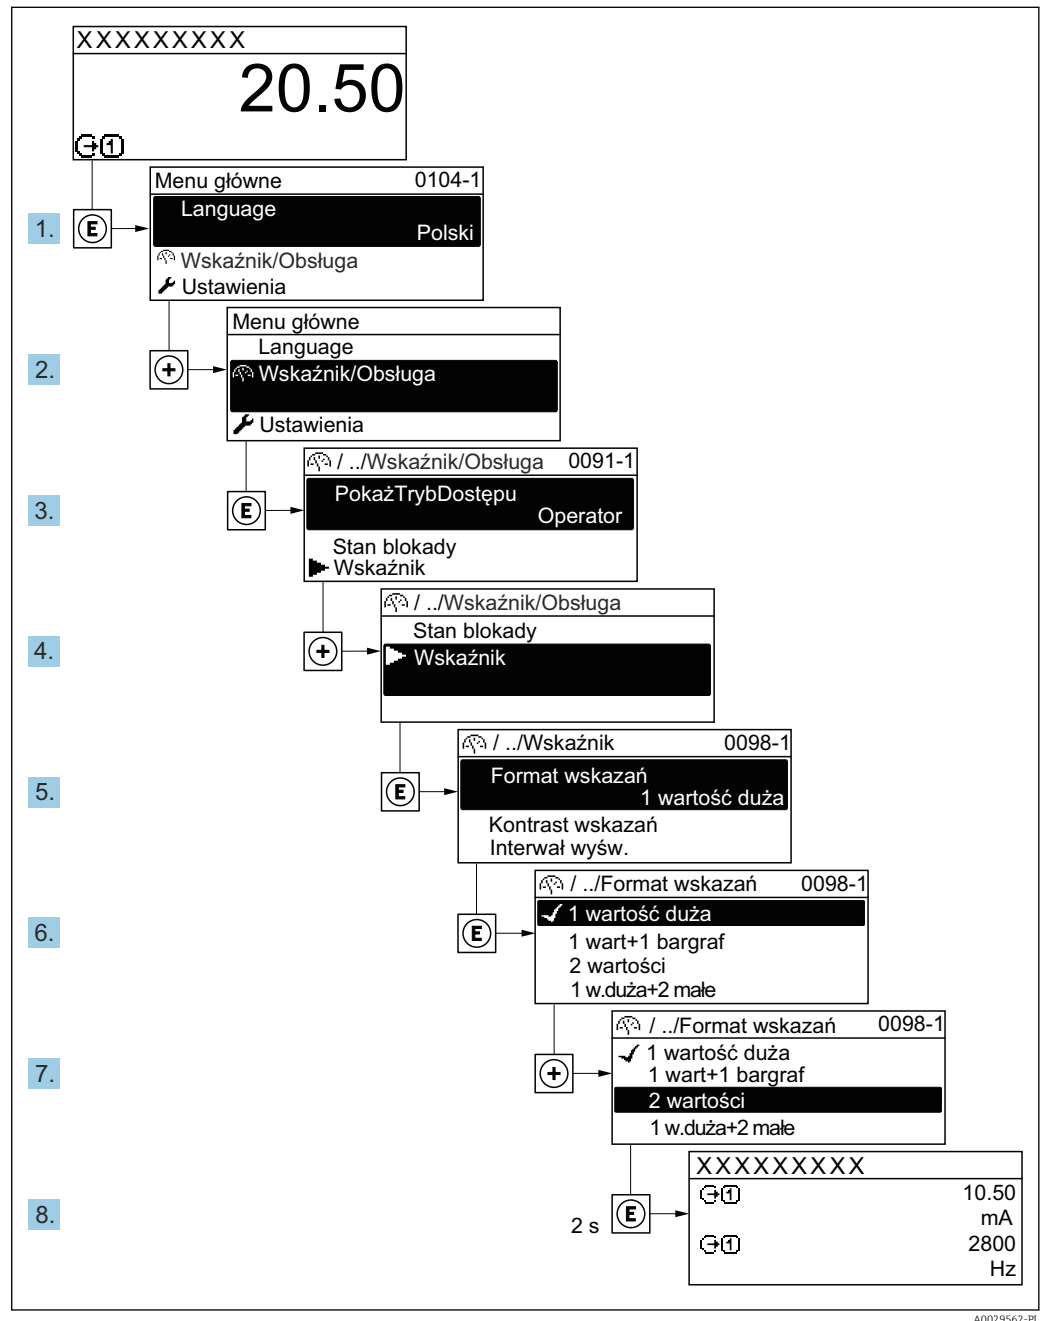 XXXXXXXXX
20.50
1
Menu główne 0104-1
Language
Polski
1. E
Wskaźnik/Obsługa
Ustawienia
Menu główne
Language
2. + Wskaźnik/Obsługa
Ustawienia
/ ../Wskaźnik/Obsługa 0091-1
PokażTrybDostępu
3. E Operator
Stan blokady
Wskaźnik
/ ../Wskaźnik/Obsługa
Stan blokady
4. + Wskaźnik
/ ../Wskaźnik 0098-1
Format wskazań
5. E 1 wartość duża
Kontrast wskazań
Interwał wyśw.
/ ../Format wskazań 0098-1
1 wartość duża
6. E
1 wart+1 bargraf
2 wartości
1 w.duża+2 małe
/ ../Format wskazań 0098-1
1 wartość duża
7. + 1 wart+1 bargraf
2 wartości
1 w.duża+2 małe
XXXXXXXXX
1 10.50
8. 2 s E mA
1 2800
Hz
A0029562-PL